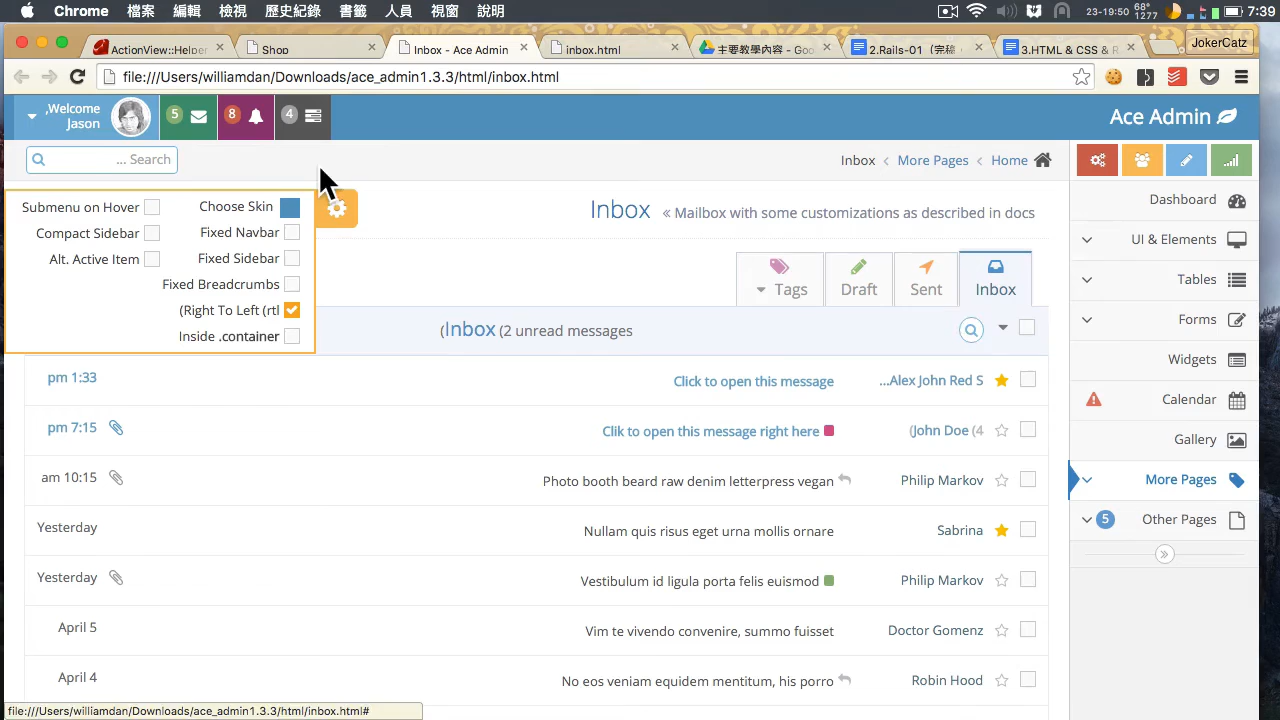 Chrome 檔案 編輯 檢視 歷史紀錄 書籤 人員 視窗 說明 23-19:50 68° 1277 7:39
ActionView::Helper × Shop × Inbox - Ace Admin × inbox.html × 主要教學內容 - Goo × 2.Rails-01 (完稿 × 3.HTML & CSS & R × JokerCatz
file:///Users/williamdan/Downloads/ace_admin1.3.3/html/inbox.html
,Welcome
Jason
5 8 4 Ace Admin
... Search Inbox « More Pages « Home
Submenu on Hover Choose Skin
Compact Sidebar Fixed Navbar
Alt. Active Item Fixed Sidebar
Fixed Breadcrumbs
(Right To Left (rtl
Inside .container
Inbox « Mailbox with some customizations as described in docs
Tags Draft Sent Inbox
(Inbox (2 unread messages
pm 1:33 Click to open this message ...Alex John Red S
pm 7:15 Clik to open this message right here (John Doe (4
am 10:15 Photo booth beard raw denim letterpress vegan Philip Markov
Yesterday Nullam quis risus eget urna mollis ornare Sabrina
Yesterday Vestibulum id ligula porta felis euismod Philip Markov
April 5 Vim te vivendo convenire, summo fuisset Doctor Gomenz
April 4 No eos veniam equidem mentitum, his porro Robin Hood
Dashboard
UI & Elements
Tables
Forms
Widgets
Calendar
Gallery
More Pages
5 Other Pages
file:///Users/williamdan/Downloads/ace_admin1.3.3/html/inbox.html#